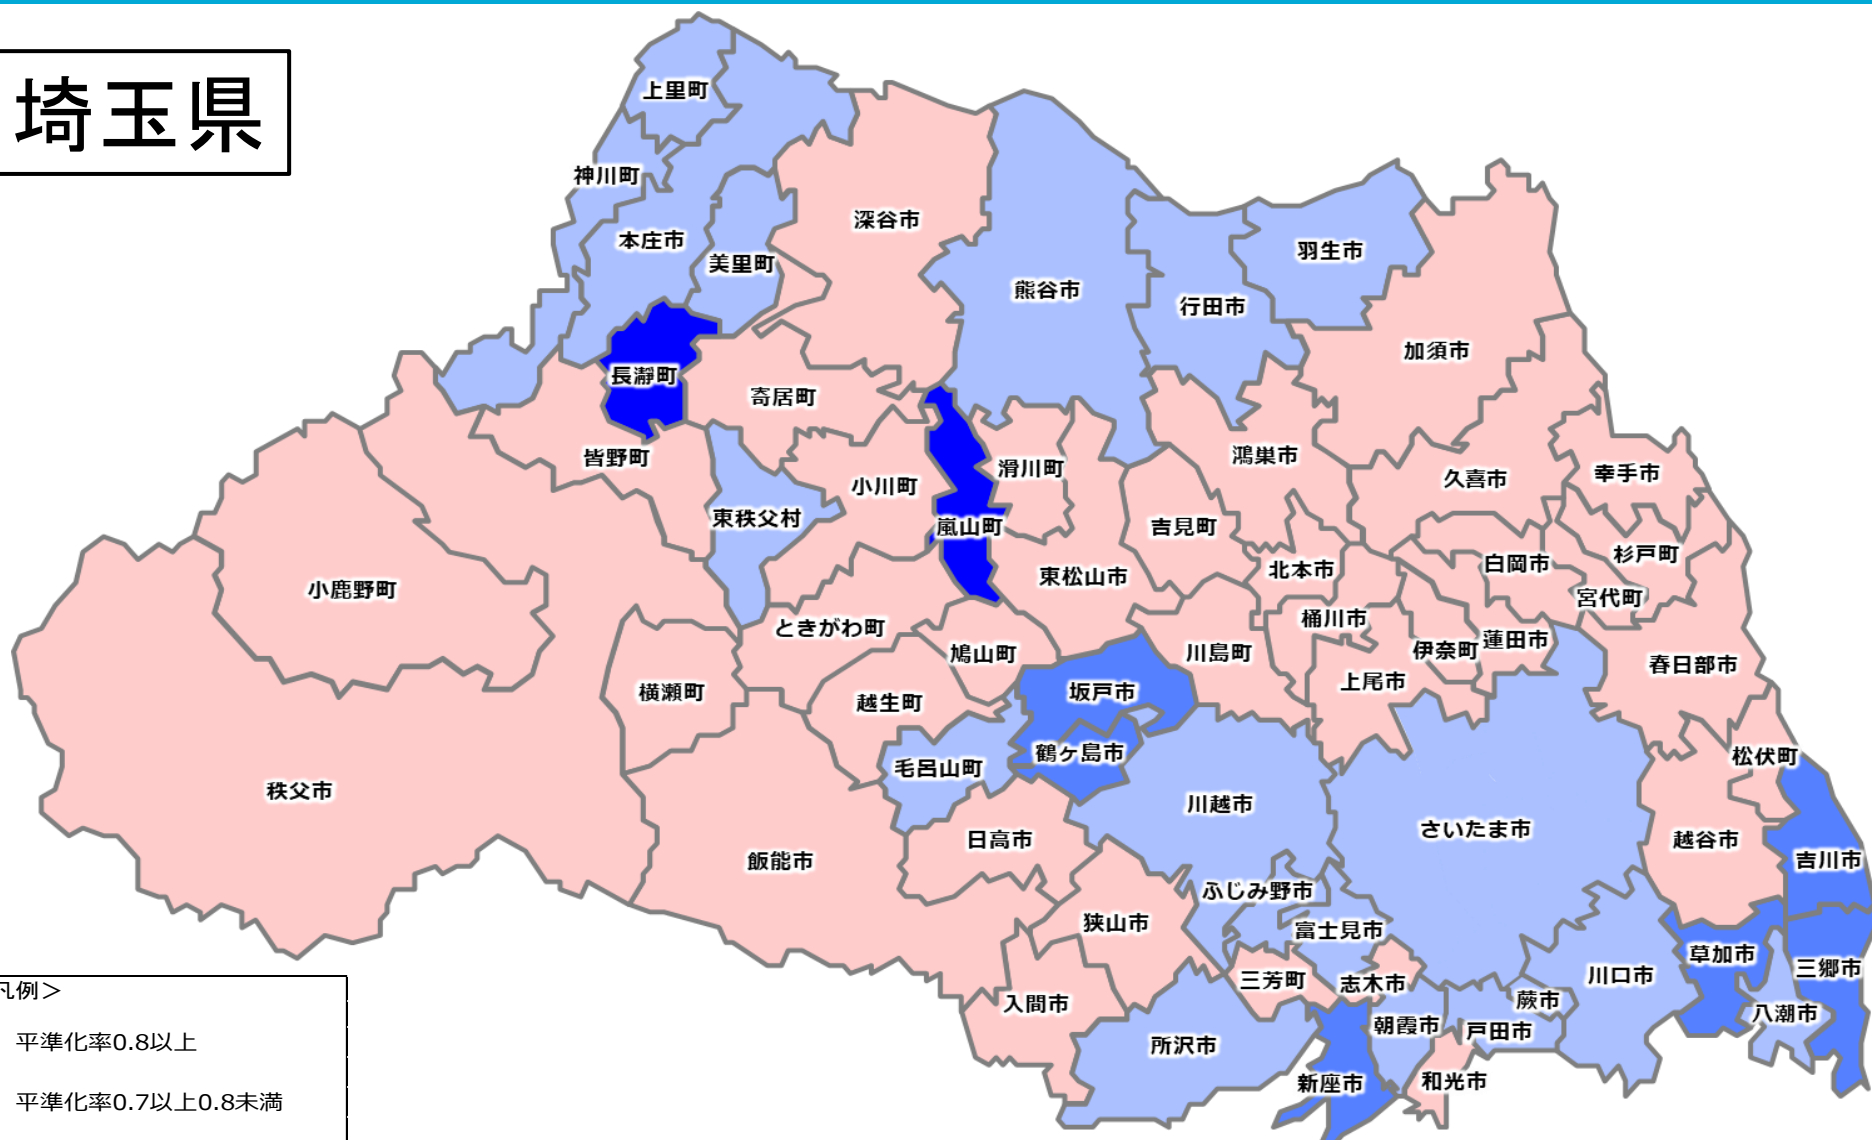 埼玉県
上里町
神川町
本庄市
美里町
深谷市
熊谷市
行田市
羽生市
加須市
長瀞町
寄居町
皆野町
小川町
嵐山町
滑川町
東秩父村
吉見町
鴻巣市
久喜市
幸手市
杉戸町
白岡市
宮代町
北本市
東松山市
小鹿野町
ときがわ町
鳩山町
川島町
桶川市
上尾市
伊奈町
蓮田市
春日部市
横瀬町
越生町
坂戸市
鶴ヶ島市
毛呂山町
松伏町
秩父市
飯能市
日高市
川越市
さいたま市
越谷市
吉川市
ふじみ野市
狭山市
富士見市
草加市
三郷市
三芳町
志木市
川口市
蕨市
入間市
朝霞市
戸田市
八潮市
所沢市
新座市
和光市
凡例＞
平準化率0.8以上
平準化率0.7以上0.8未満